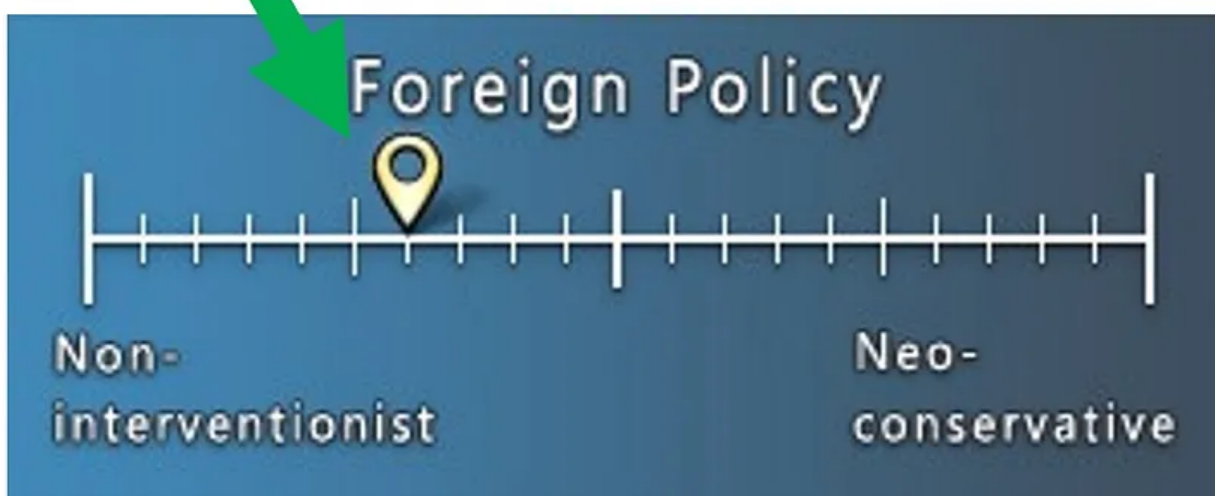 Foreign Policy
Non-
interventionist
Neo-
conservative